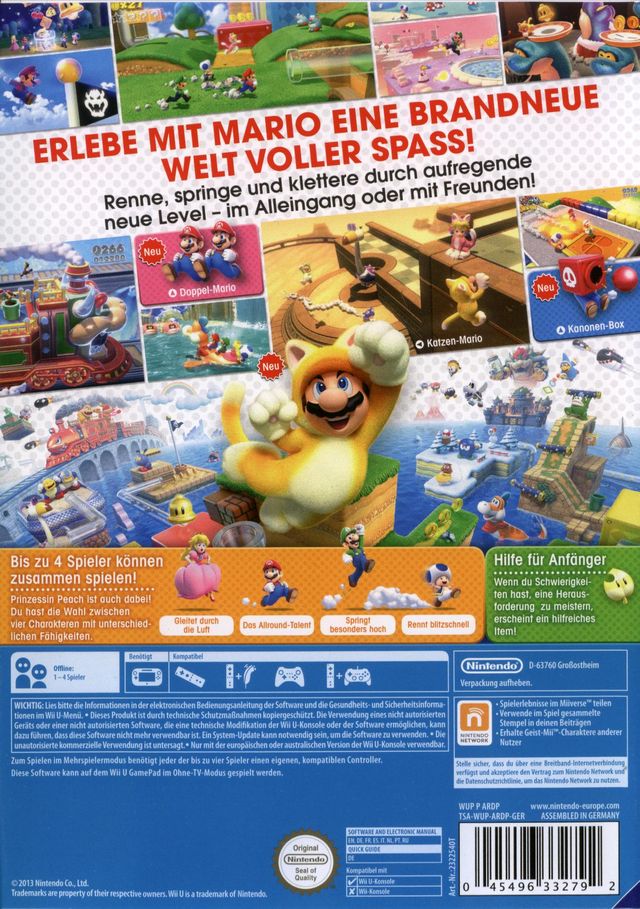 ERLEBE MIT MARIO EINE BRANDNEUE
WELT VOLLER SPASS!
Renne, springe und klettere durch aufregende
neue Level – im Alleingang oder mit Freunden!
0266
Neu
Doppel-Mario
Neu
Katzen-Mario
Neu
Kanonen-Box
Bis zu 4 Spieler können
zusammen spielen!
Prinzessin Peach ist auch dabei!
Du hast die Wahl zwischen
vier Charakteren mit unterschied-
lichen Fähigkeiten.
Gleitet durch
die Luft
Das Allround-Talent
Springt
besonders hoch
Rennt blitzschnell
Hilfe für Anfänger
Wenn du Schwierigkei-
ten hast, eine Heraus-
forderung zu meistern,
erscheint ein hilfreiches
Item!
Offline:
1 – 4 Spieler
Benötigt
Kompatibel
Nintendo
D-63760 Großostheim
Verpackung aufheben.
WICHTIG: Lies bitte die Informationen in der elektronischen Bedienungsanleitung der Software und die Gesundheits- und Sicherheitsinforma-
tionen im Wii U-Menü. • Dieses Produkt ist durch technische Schutzmaßnahmen kopiergeschützt. Die Verwendung eines nicht autorisierten
Geräts oder einer nicht autorisierten Software, die eine technische Modifikation der Wii U-Konsole oder der Software ermöglichen, kann
dazu führen, dass diese Software nicht mehr verwendbar ist. Ein System-Update kann notwendig sein, um die Software zu verwenden. • Die
unautorisierte kommerzielle Verwendung ist untersagt. • Nur mit der europäischen oder australischen Version der Wii U-Konsole verwendbar.
Zum Spielen im Mehrspielermodus benötigt jeder der bis zu vier Spieler einen eigenen, kompatiblen Controller.
Diese Software kann auf dem Wii U GamePad im Ohne-TV-Modus gespielt werden.
NINTENDO
NETWORK
• Spielerlebnisse im Miiverse™ teilen
• Verwende im Spiel gesammelte
Stempel in deinen Beiträgen
• Erhalte Geist-Mii™-Charaktere anderer
Nutzer
Stelle sicher, dass du über eine Breitband-Internetverbindung
verfügst und akzeptiere den Vertrag zum Nintendo Network und
die Datenschutzrichtlinie, um das Nintendo Network zu nutzen.
WUP P ARDP
www.nintendo-europe.com
TSA-WUP-ARDP-GER
ASSEMBLED IN GERMANY
Original
Nintendo
Seal of
Quality
SOFTWARE AND ELECTRONIC MANUAL
EN, DE, FR, ES, IT, NL, PT, RU
QUICK GUIDE
DE
Kompatibel mit
Wii U-Konsole
Wii-Konsole
Art.-Nr.: 2322540T
0 45496 33279 2
©2013 Nintendo Co., Ltd.
Trademarks are property of their respective owners. Wii U is a trademark of Nintendo.